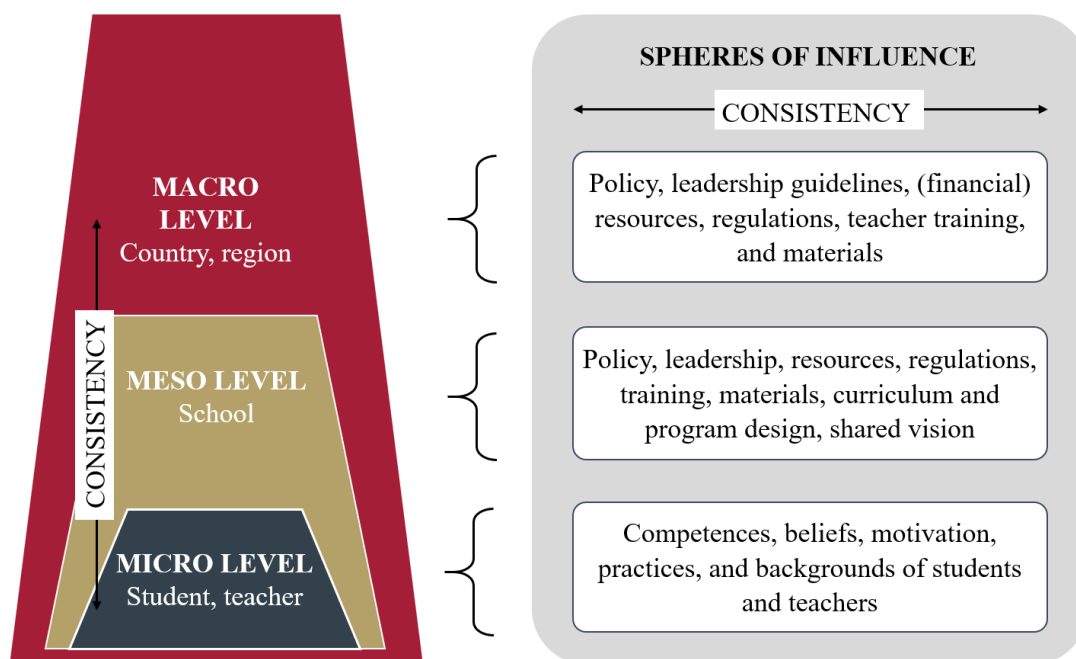 SPHERES OF INFLUENCE
CONSISTENCY
MACRO
LEVEL
Country, region
Policy, leadership guidelines, (financial)
resources, regulations, teacher training,
and materials
CONSISTENCY
MESO LEVEL
School
Policy, leadership, resources, regulations,
training, materials, curriculum and
program design, shared vision
MICRO LEVEL
Student, teacher
Competences, beliefs, motivation,
practices, and backgrounds of students
and teachers